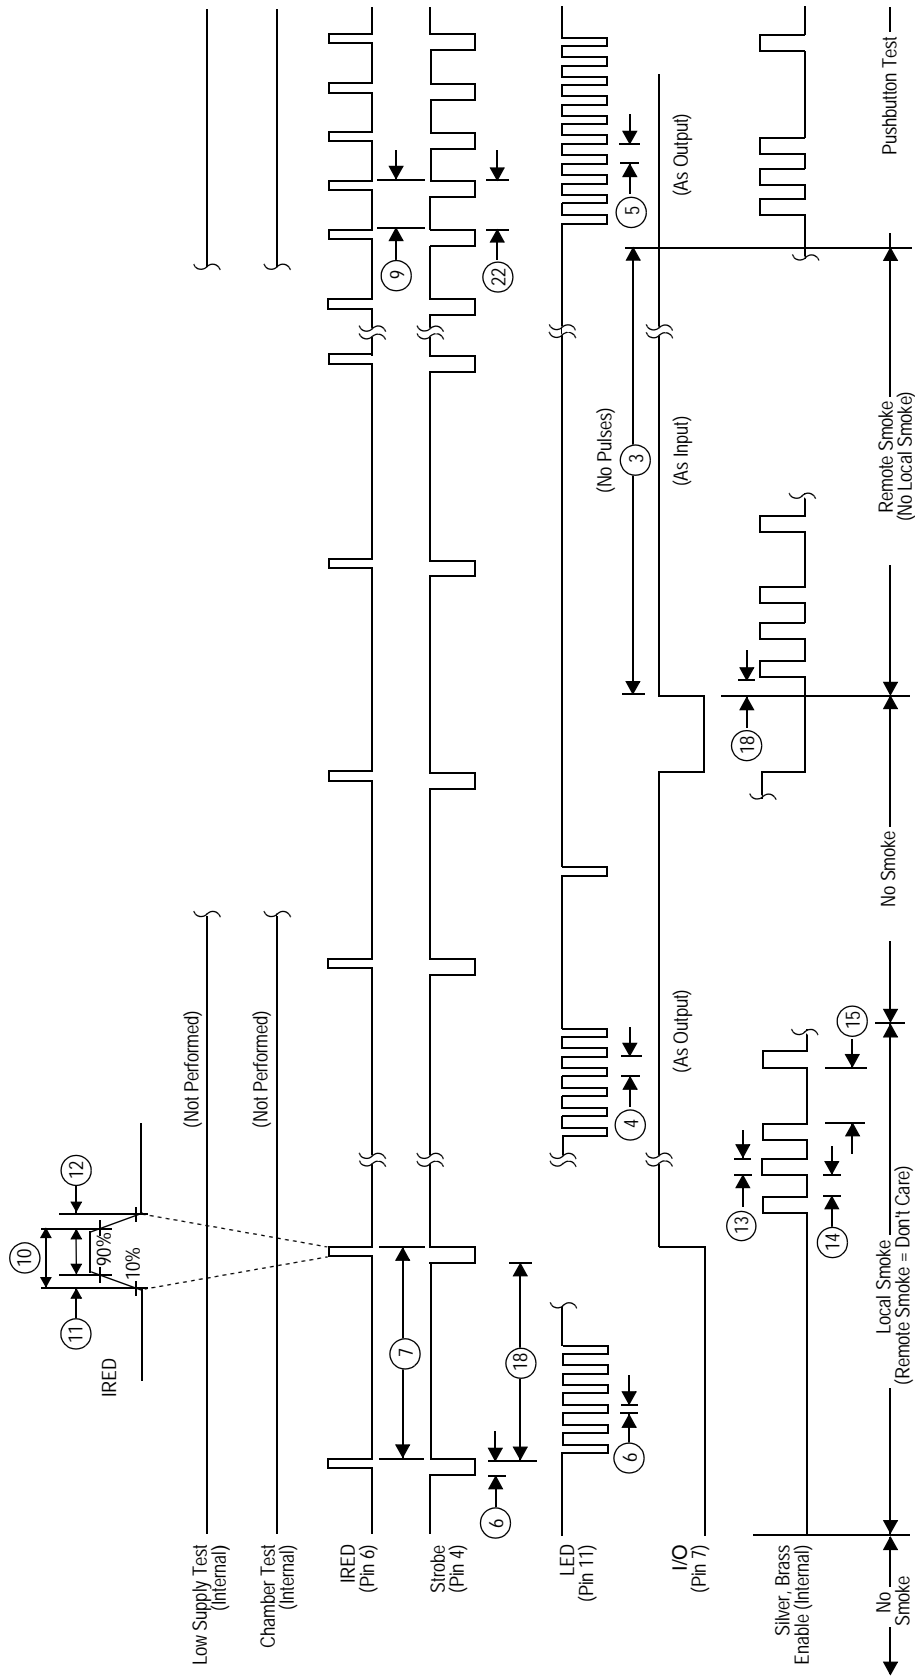 10
11
12
IRED
90%
10%
Low Supply Test
(Internal)
(Not Performed)
Chamber Test
(Internal)
(Not Performed)
IRED
(Pin 6)
7
9
Strobe
(Pin 4)
6
18
22
LED
(Pin 11)
6
4
(No Pulses)
5
3
I/O
(Pin 7)
(As Output)
(As Input)
(As Output)
Silver, Brass
Enable (Internal)
13
14
15
18
No
Smoke
Local Smoke
(Remote Smoke = Don't Care)
No Smoke
Remote Smoke
(No Local Smoke)
Pushbutton Test